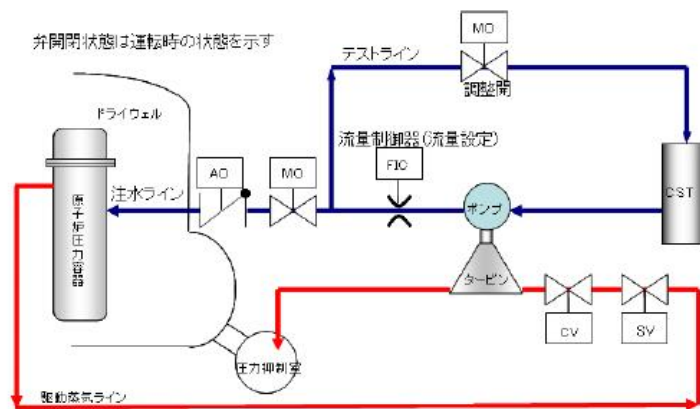 弁開閉状態は運転時の状態を示す
MO
テストライン
調整開
ドライウェル
流量制御器(流量設定)
FIC
AO
MO
注水ライン
CST
ポンプ
原子炉圧力容器
タービン
CV
SV
圧力抑制室
駆動蒸気ライン